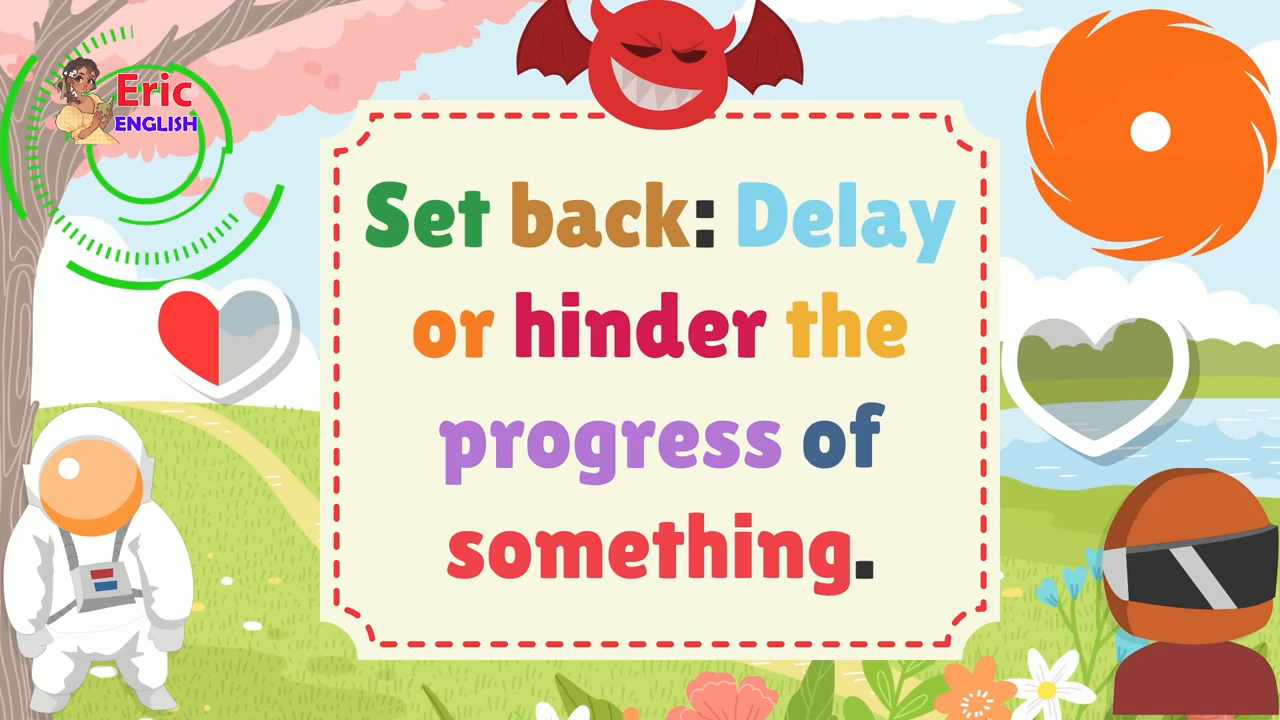 Eric
ENGLISH
Set back: Delay
or hinder the
progress of
something.